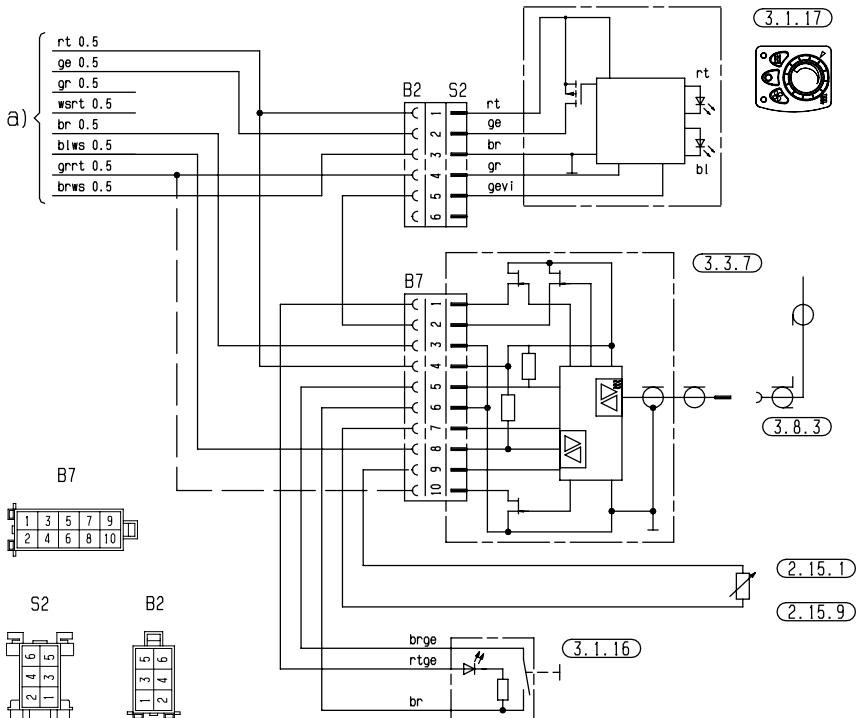 3.1.17
rt 0.5
ge 0.5
gr 0.5
wsrt 0.5
br 0.5
blws 0.5
grrt 0.5
brws 0.5
a)
B2 S2
1 rt
2 ge
3 br
4 gr
5 gevi
6
rt
bl
B7
3.3.7
1
2
3
4
5
6
7
8
9
10
3.8.3
B7
1 3 5 7 9
2 4 6 8 10
2.15.1
2.15.9
S2 B2
6 5
4 3
2 1
5 6
3 4
1 2
brge
rtge
br
3.1.16